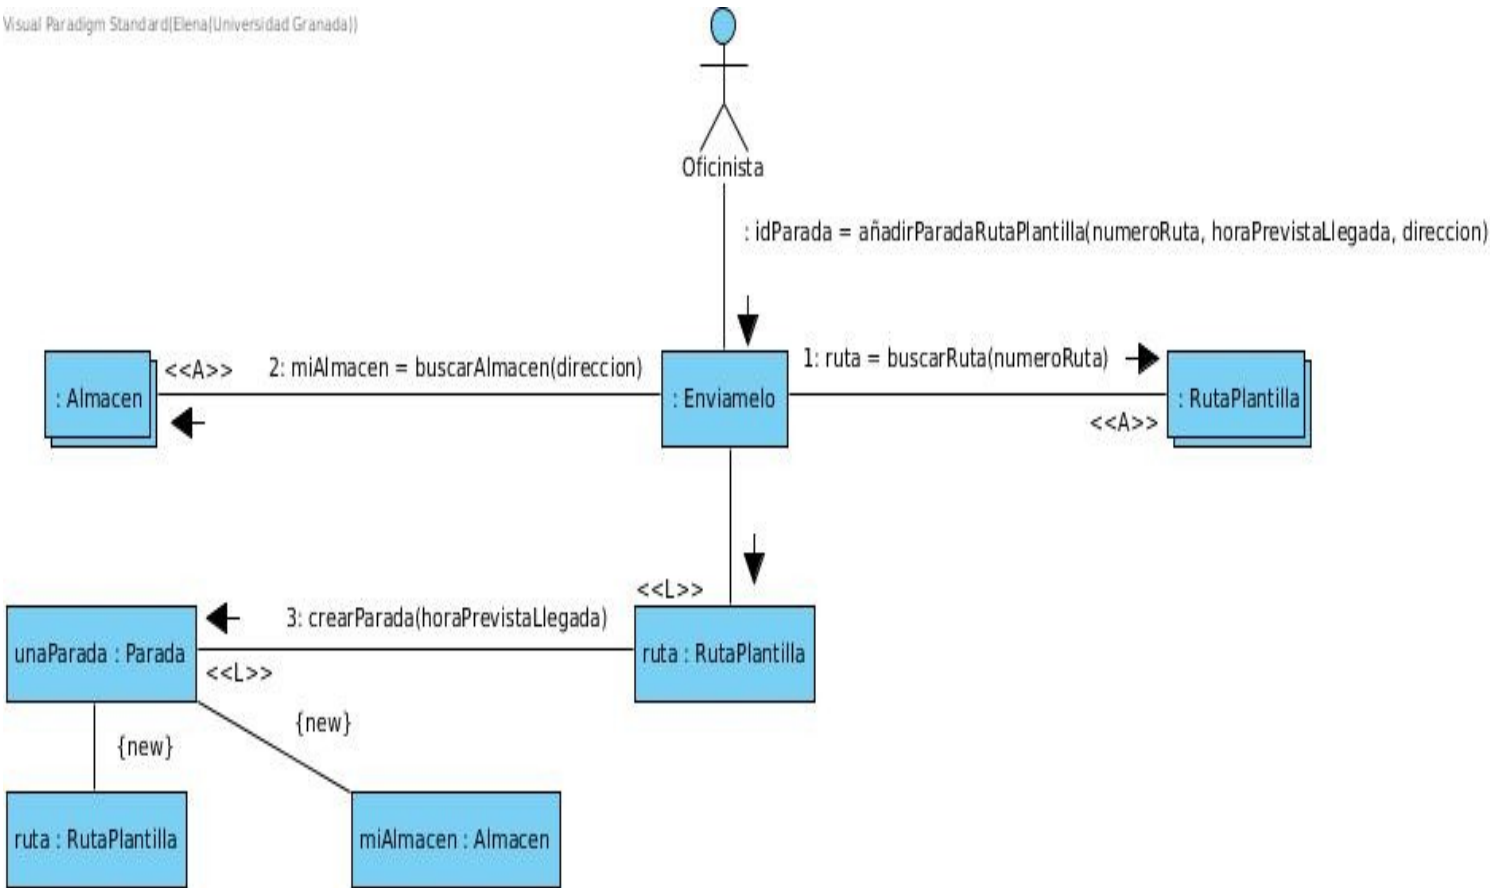 Visual Paradigm Standard(Elena(Universidad Granada))
Oficinista
: idParada = añadirParadaRutaPlantilla(numeroRuta, horaPrevistaLlegada, direccion)
<<A>>
2: miAlmacen = buscarAlmacen(direccion)
1: ruta = buscarRuta(numeroRuta)
: Almacen
: Enviamelo
: RutaPlantilla
<<A>>
<<L>>
3: crearParada(horaPrevistaLlegada)
unaParada : Parada
ruta : RutaPlantilla
<<L>>
{new}
{new}
ruta : RutaPlantilla
miAlmacen : Almacen